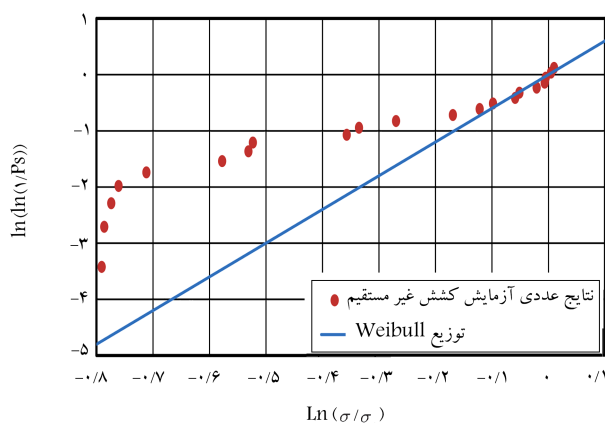 ln(ln(۱/Ps))
۱
۰
−۱
−۲
−۳
−۴
−۵
−۰/۸ −۰/۷ −۰/۶ −۰/۵ −۰/۴ −۰/۳ −۰/۲ −۰/۱ ۰ ۰/۱
Ln (σ/σ)
نتایج عددی آزمایش کشش غیر مستقیم
توزیع Weibull